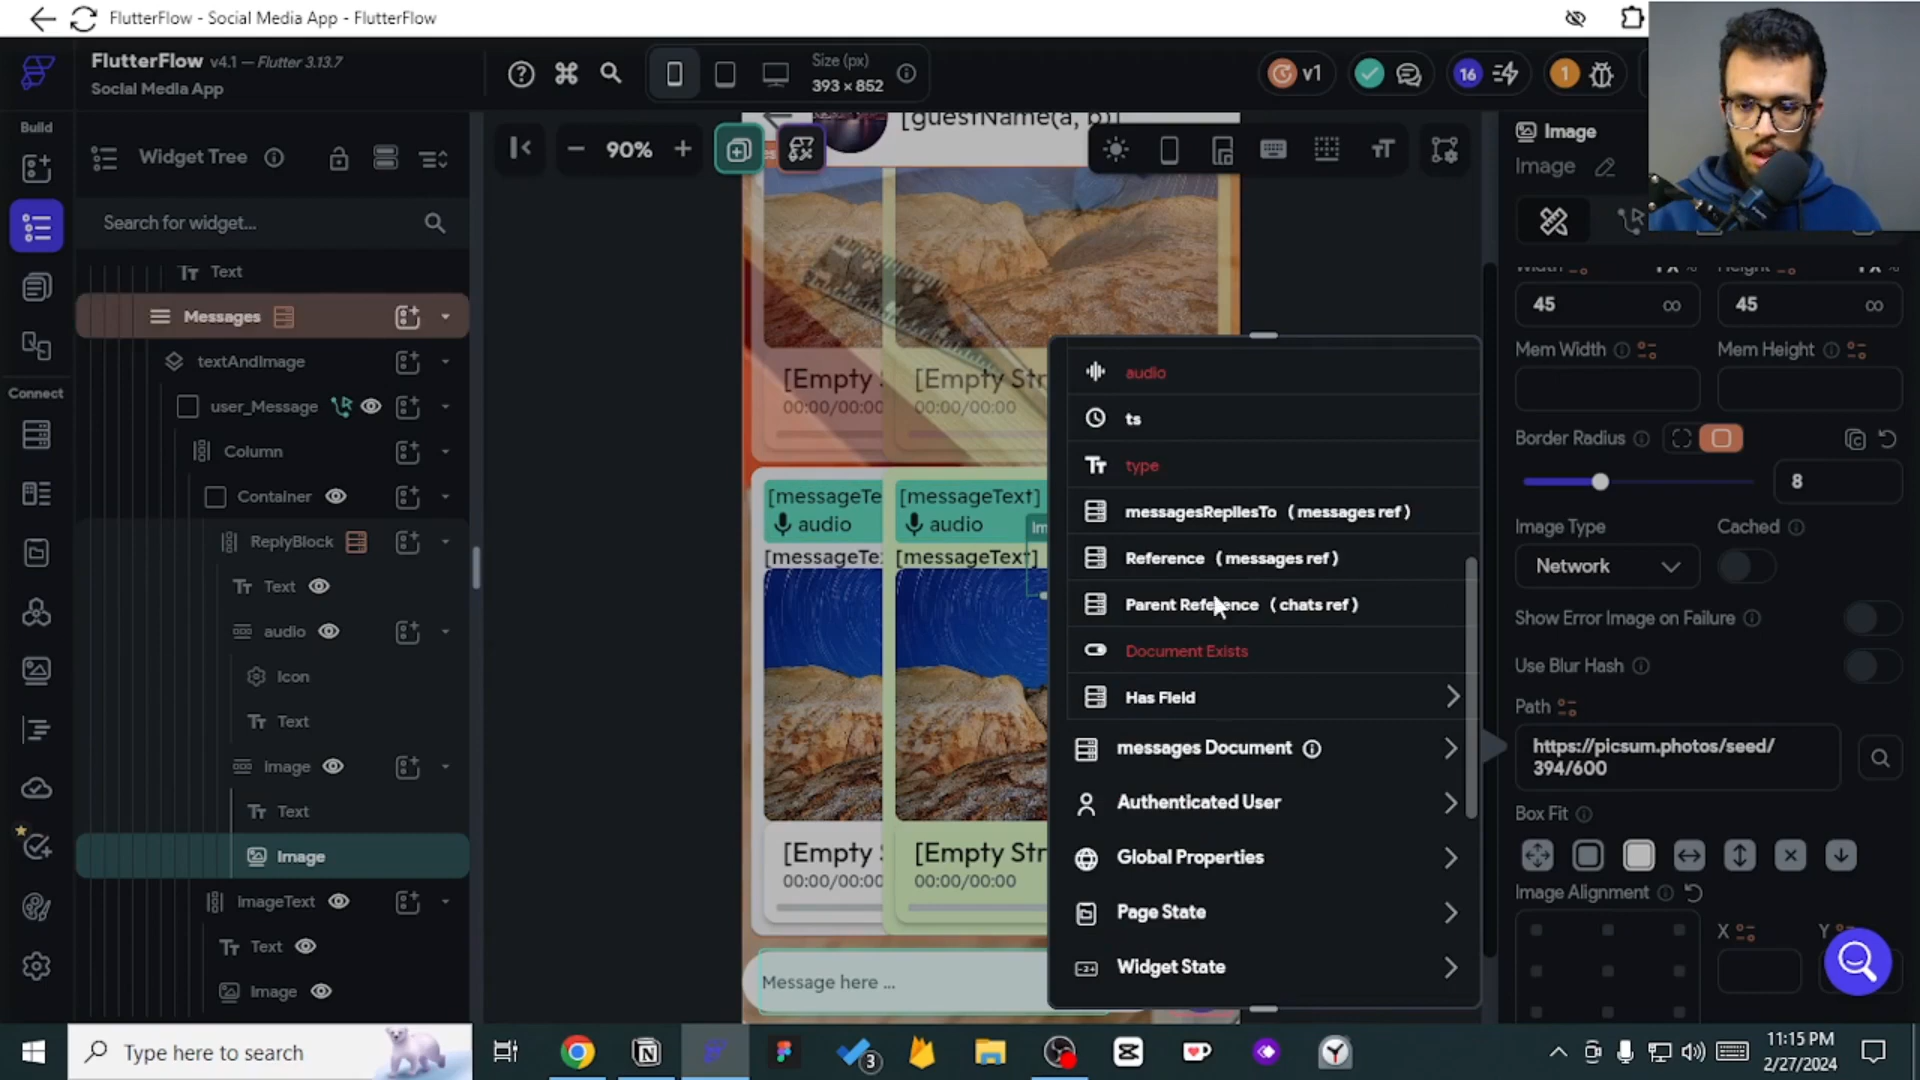 FlutterFlow - Social Media App - FlutterFlow
FlutterFlow v4.1 - Flutter 3.13.7
Social Media App
Size (px)
393 × 852
v1
16
1
Build
Connect
Widget Tree
Search for widget...
Text
Messages
textAndImage
user_Message
Column
Container
ReplyBlock
Text
audio
Icon
Text
Image
Text
Image
ImageText
Text
Image
90%
[guestName(a, b)]
[Empty
[Empty Str
00:00/00:00
00:00/00:00
[messageTe
[messageText]
audio
audio
[messageTe
[messageText]
[Empty
[Empty Str
00:00/00:00
00:00/00:00
Message here ...
audio
ts
type
messagesRepliesTo (messages ref)
Reference (messages ref)
Parent Reference (chats ref)
Document Exists
Has Field
messages Document
Authenticated User
Global Properties
Page State
Widget State
Image
Image
Width
Height
45
45
Mem Width
Mem Height
Border Radius
8
Image Type
Cached
Network
Show Error Image on Failure
Use Blur Hash
Path
https://picsum.photos/seed/
394/600
Box Fit
Image Alignment
X
Y
Type here to search
3
11:15 PM
2/27/2024